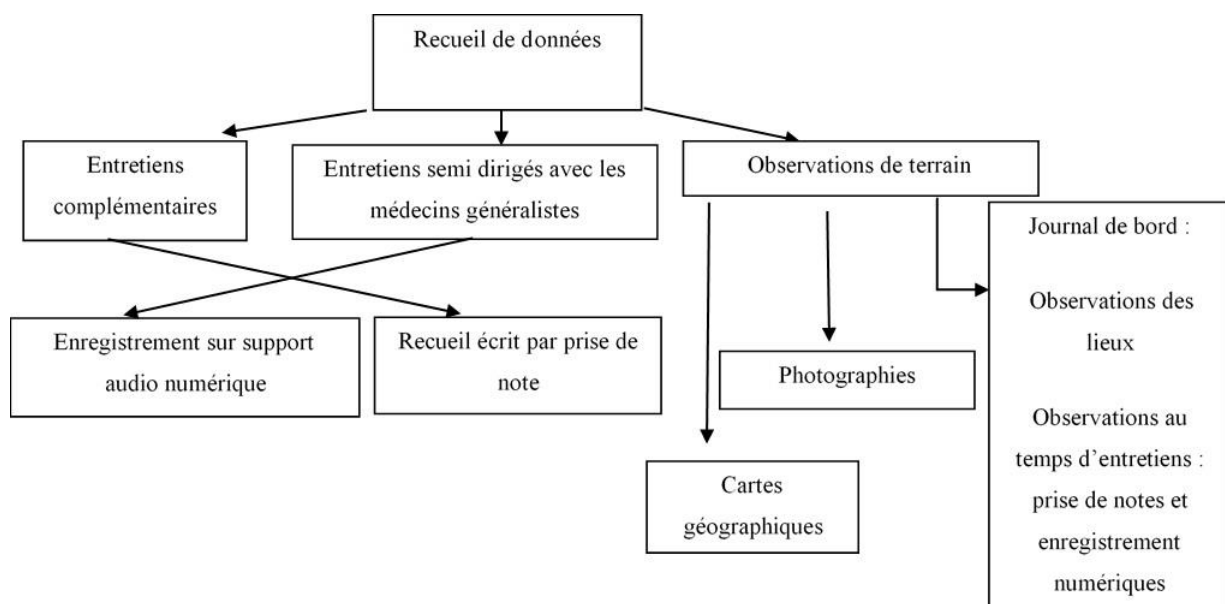 Recueil de données
Entretiens
complémentaires
Entretiens semi dirigés avec les
médecins généralistes
Observations de terrain
Enregistrement sur support
audio numérique
Recueil écrit par prise de
note
Photographies
Cartes
géographiques
Journal de bord :
Observations des
lieux
Observations au
temps d’entretiens :
prise de notes et
enregistrement
numériques